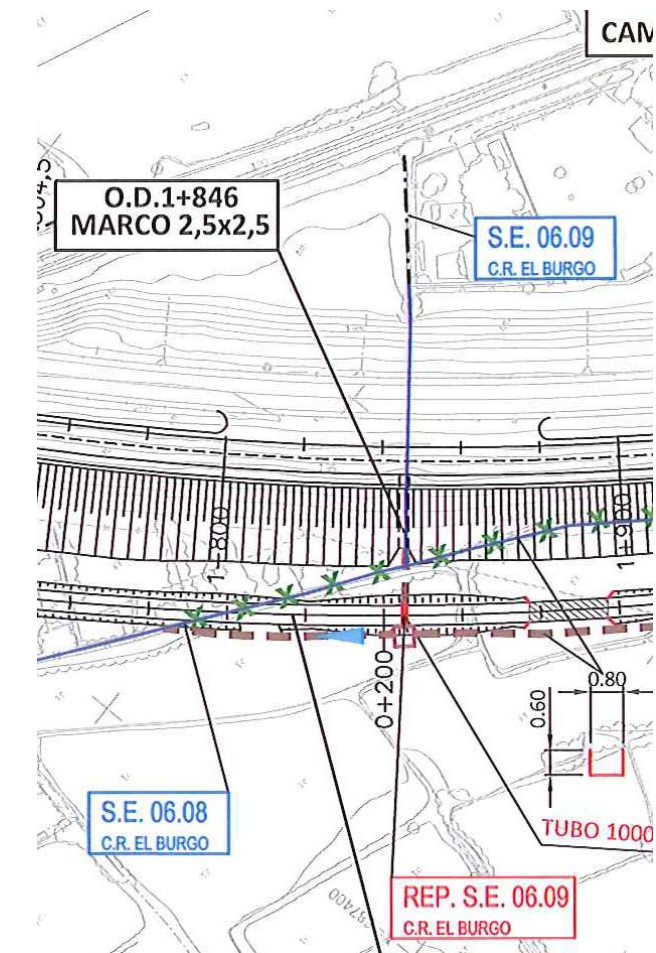 CAM
O.D.1+846
MARCO 2,5x2,5
S.E. 06.09
C.R. EL BURGO
1+800
1+900
0+200
0.80
0.60
S.E. 06.08
C.R. EL BURGO
TUBO 1000
REP. S.E. 06.09
C.R. EL BURGO